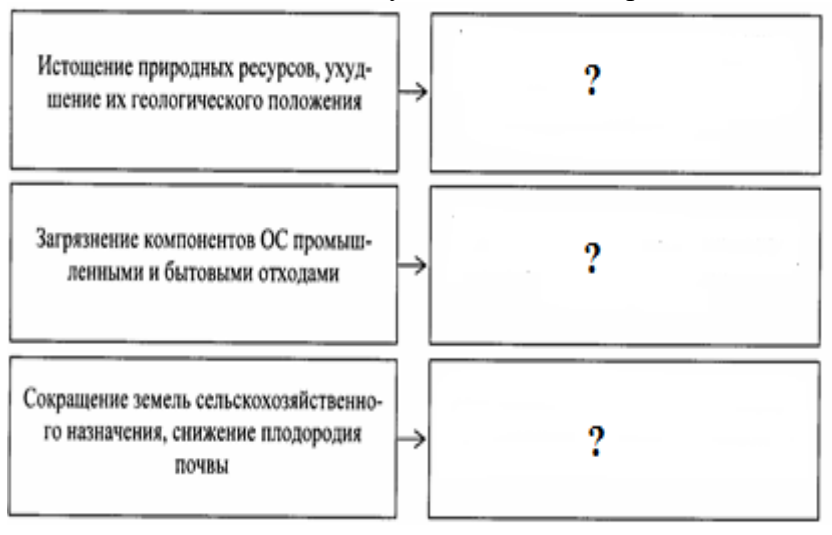 Истощение природных ресурсов, ухуд-
шение их геологического положения
?
Загрязнение компонентов ОС промыш-
ленными и бытовыми отходами
?
Сокращение земель сельскохозяйственно-
го назначения, снижение плодородия
почвы
?